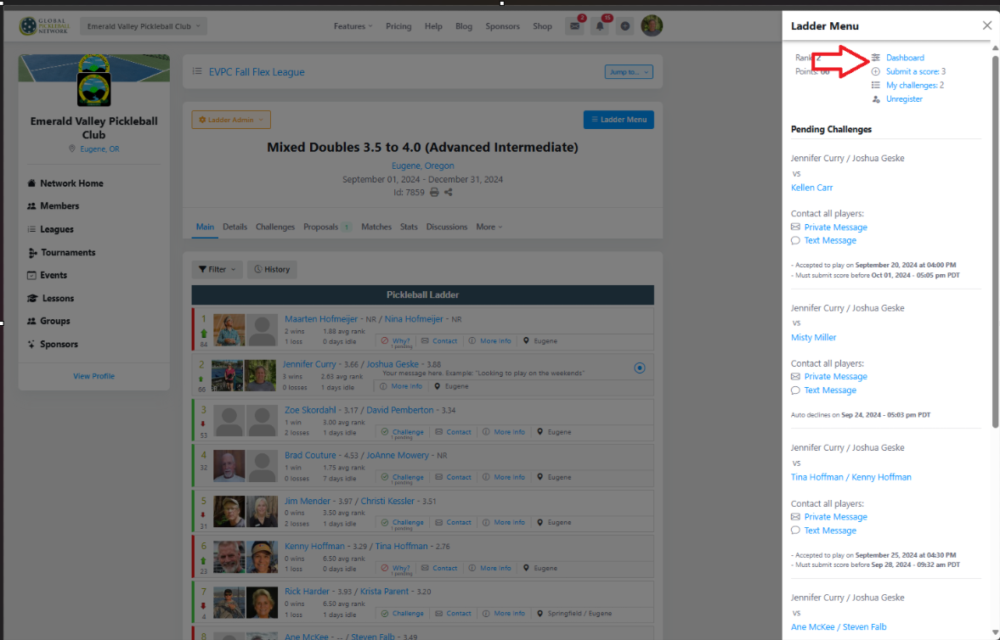 GLOBAL
PICKLEBALL
NETWORK
Emerald Valley Pickleball Club
Features
Pricing
Help
Blog
Sponsors
Shop
2
15
Emerald Valley Pickleball
Club
Eugene, OR
Network Home
Members
Leagues
Tournaments
Events
Lessons
Groups
Sponsors
View Profile
EVPC Fall Flex League
Jump to...
Ladder Admin
Ladder Menu
Mixed Doubles 3.5 to 4.0 (Advanced Intermediate)
Eugene, Oregon
September 01, 2024 - December 31, 2024
Id: 7859
Main Details Challenges Proposals 1 Matches Stats Discussions More
Filter
History
Pickleball Ladder
1
84
Maarten Hofmeijer - NR / Nina Hofmeijer - NR
2 wins 1.88 avg rank
1 loss 0 days idle
Why? Contact More Info Eugene
1 pending
2
66
Jennifer Curry - 3.66 / Joshua Geske - 3.88
3 wins 2.63 avg rank Your message here. Example: "Looking to play on the weekends"
0 losses 1 days idle More Info Eugene
3
53
Zoe Skordahl - 3.17 / David Pemberton - 3.34
1 win 3.00 avg rank
2 losses 1 days idle
Challenge Contact More Info Eugene
1 pending
4
32
Brad Couture - 4.53 / JoAnne Mowery - NR
1 win 1.75 avg rank
0 losses 7 days idle
Challenge Contact More Info Eugene
1 pending
5
31
Jim Mender - 3.97 / Christi Kessler - 3.51
0 wins 3.50 avg rank
2 losses 1 days idle
Challenge Contact More Info Eugene
1 pending
6
23
Kenny Hoffman - 3.29 / Tina Hoffman - 2.76
0 wins 6.50 avg rank
1 loss 0 days idle
Why? Contact More Info Eugene
1 pending
7
4
Rick Harder - 3.93 / Krista Parent - 3.20
0 wins 6.50 avg rank
1 loss 1 days idle
Challenge Contact More Info Springfield / Eugene
8
Ane McKee - -- / Steven Falb - 3.49
Ladder Menu
Rank: 2
Points: 66
Dashboard
Submit a score: 3
My challenges: 2
Unregister
Pending Challenges
Jennifer Curry / Joshua Geske
vs
Kellen Carr
Contact all players:
Private Message
Text Message
- Accepted to play on September 20, 2024 at 04:00 PM
- Must submit score before Oct 01, 2024 - 05:05 pm PDT
Jennifer Curry / Joshua Geske
vs
Misty Miller
Contact all players:
Private Message
Text Message
Auto declines on Sep 24, 2024 - 05:03 pm PDT
Jennifer Curry / Joshua Geske
vs
Tina Hoffman / Kenny Hoffman
Contact all players:
Private Message
Text Message
- Accepted to play on September 25, 2024 at 04:30 PM
- Must submit score before Sep 28, 2024 - 09:32 am PDT
Jennifer Curry / Joshua Geske
vs
Ane McKee / Steven Falb